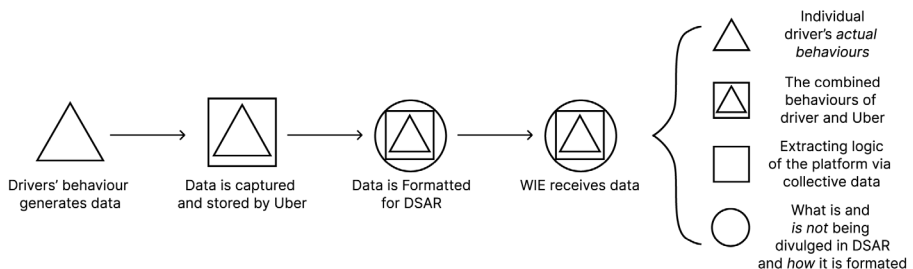 Drivers' behaviour
generates data
Data is captured
and stored by Uber
Data is Formatted
for DSAR
WIE receives data
Individual
driver's actual
behaviours
The combined
behaviours of
driver and Uber
Extracting logic
of the platform via
collective data
What is and
is not being
divulged in DSAR
and how it is formated